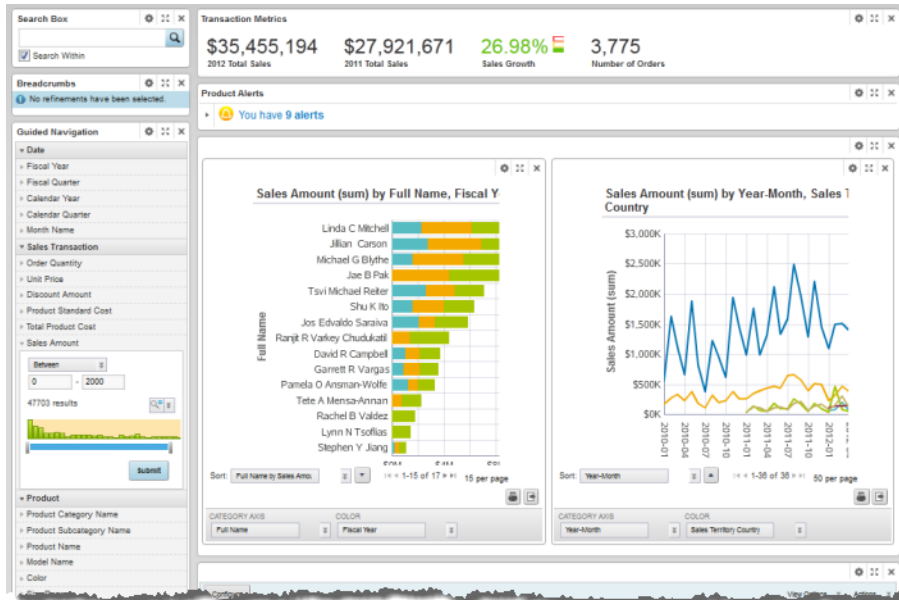 Search Box
Search Within
Breadcrumbs
No refinements have been selected.
Guided Navigation
Date
Fiscal Year
Fiscal Quarter
Calendar Year
Calendar Quarter
Month Name
Sales Transaction
Order Quantity
Unit Price
Discount Amount
Product Standard Cost
Total Product Cost
Sales Amount
Between
0 - 2000
47703 results
Submit
Product
Product Category Name
Product Subcategory Name
Product Name
Model Name
Color
Transaction Metrics
$35,455,194
2012 Total Sales
$27,921,671
2011 Total Sales
26.98%
Sales Growth
3,775
Number of Orders
Product Alerts
You have 9 alerts
Sales Amount (sum) by Full Name, Fiscal Y
Full Name
Linda C Mitchell
Jillian Carson
Michael G Blythe
Jae B Pak
Tsvi Michael Reiter
Shu K Ito
Jos Edvaldo Saraiva
Ranjit R Varkey Chudukatil
David R Campbell
Garrett R Vargas
Pamela O Ansman-Wolfe
Tete A Mensa-Annan
Rachel B Valdez
Lynn N Tsoflias
Stephen Y Jiang
$0M $4M
Sort: Full Name by Sales Amou
1-15 of 17
15 per page
CATEGORY AXIS
Full Name
COLOR
Fiscal Year
Sales Amount (sum) by Year-Month, Sales T
Country
Sales Amount (sum)
$3,000K
$2,500K
$2,000K
$1,500K
$1,000K
$500K
$0K
2010-01
2010-04
2010-07
2010-10
2011-01
2011-04
2011-07
2011-10
2012-01
Sort: Year-Month
1-36 of 36
50 per page
CATEGORY AXIS
Year-Month
COLOR
Sales Territory Country
Configure
View Options
Actions